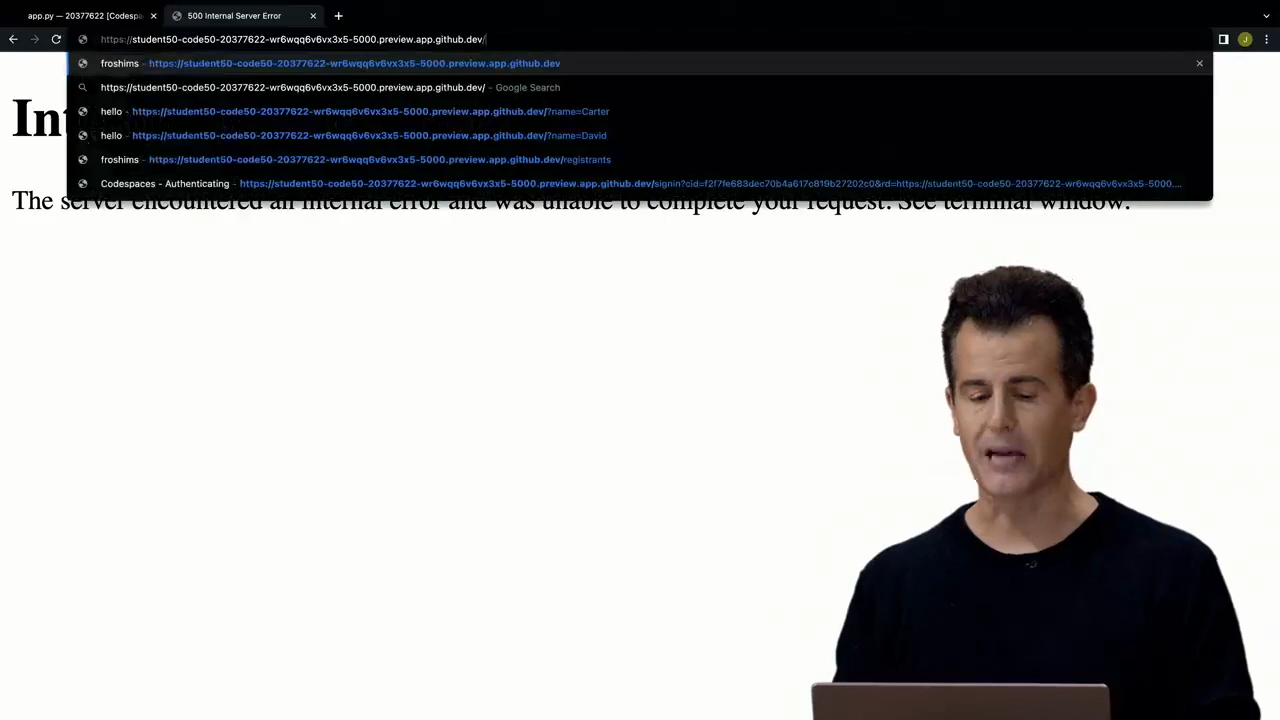 app.py — 20377622 [Codesp
500 Internal Server Error
https://student50-code50-20377622-wr6wqq6v6vx3x5-5000.preview.app.github.dev/
froshims - https://student50-code50-20377622-wr6wqq6v6vx3x5-5000.preview.app.github.dev
https://student50-code50-20377622-wr6wqq6v6vx3x5-5000.preview.app.github.dev/ - Google Search
hello - https://student50-code50-20377622-wr6wqq6v6vx3x5-5000.preview.app.github.dev/?name=Carter
hello - https://student50-code50-20377622-wr6wqq6v6vx3x5-5000.preview.app.github.dev/?name=David
froshims - https://student50-code50-20377622-wr6wqq6v6vx3x5-5000.preview.app.github.dev/registrants
Codespaces - Authenticating - https://student50-code50-20377622-wr6wqq6v6vx3x5-5000.preview.app.github.dev/signin?cid=f2f7fe683dec70b4a617c819b27202c0&rd=https://student50-code50-20377622-wr6wqq6v6vx3x5-5000....
Int
The server encountered an internal error and was unable to complete your request. See terminal window.
J